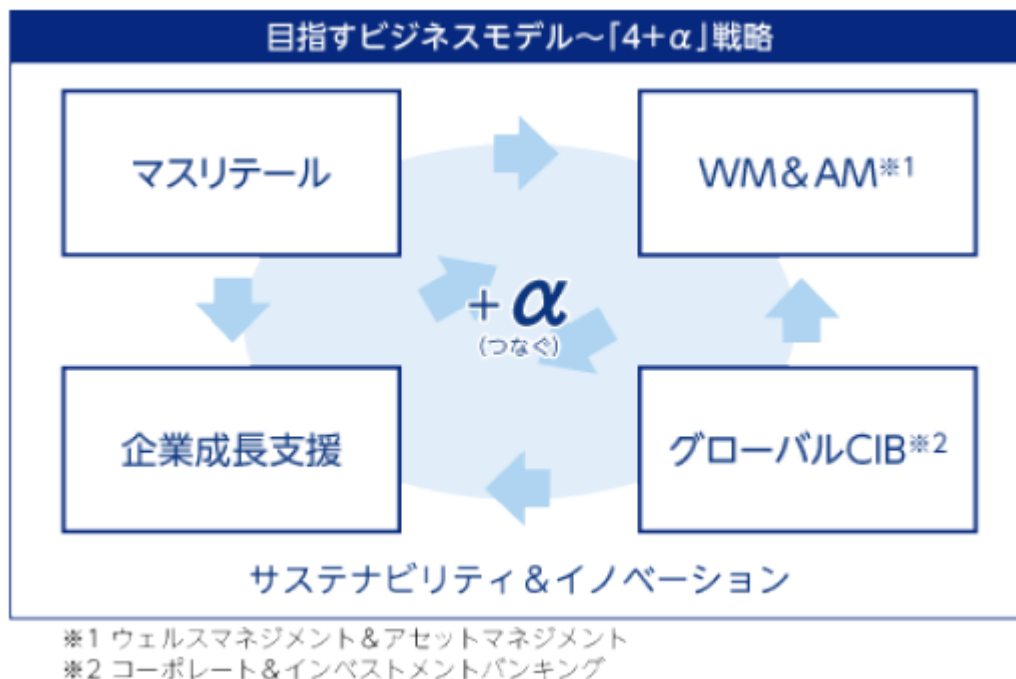 目指すビジネスモデル～「4+α」戦略
マスリテール
WM&AM※1
+α
(つなぐ)
企業成長支援
グローバルCIB※2
サステナビリティ&イノベーション
※1 ウェルスマネジメント&アセットマネジメント
※2 コーポレート&インベストメントバンキング